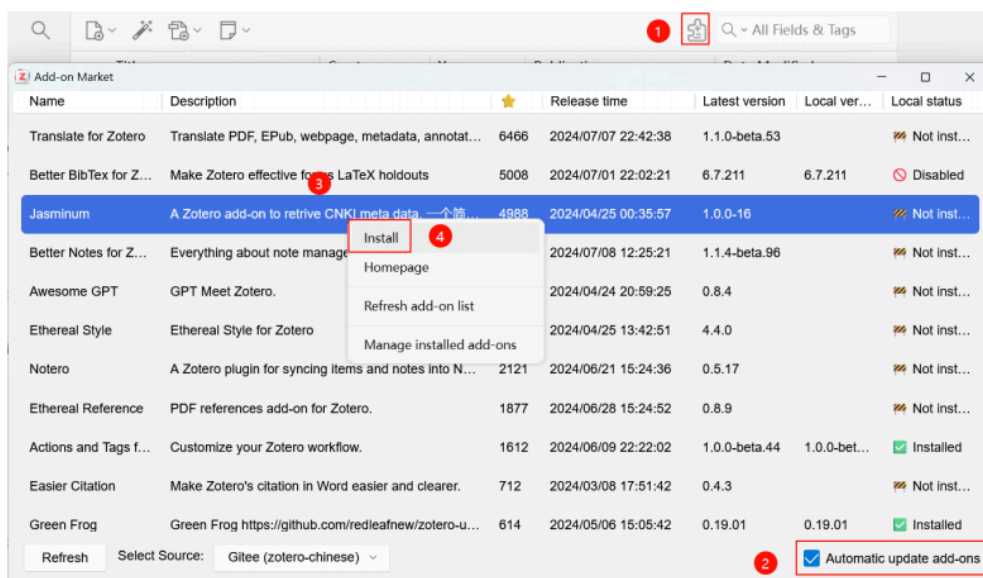 1
All Fields & Tags
Add-on Market
Name Description Release time Latest version Local ver... Local status
Translate for Zotero Translate PDF, EPub, webpage, metadata, annotat... 6466 2024/07/07 22:42:38 1.1.0-beta.53 Not inst...
Better BibTex for Z... Make Zotero effective for us LaTeX holdouts 5008 2024/07/01 22:02:21 6.7.211 6.7.211 Disabled
3
Jasminum A Zotero add-on to retrive CNKI meta data. 一个简... 4988 2024/04/25 00:35:57 1.0.0-16 Not inst...
Install 4
Better Notes for Z... Everything about note manage 2024/07/08 12:25:21 1.1.4-beta.96 Not inst...
Homepage
Awesome GPT GPT Meet Zotero. 2024/04/24 20:59:25 0.8.4 Not inst...
Refresh add-on list
Ethereal Style Ethereal Style for Zotero 2024/04/25 13:42:51 4.4.0 Not inst...
Manage installed add-ons
Notero A Zotero plugin for syncing items and notes into N... 2121 2024/06/21 15:24:36 0.5.17 Not inst...
Ethereal Reference PDF references add-on for Zotero. 1877 2024/06/28 15:24:52 0.8.9 Not inst...
Actions and Tags f... Customize your Zotero workflow. 1612 2024/06/09 22:22:02 1.0.0-beta.44 1.0.0-bet... Installed
Easier Citation Make Zotero's citation in Word easier and clearer. 712 2024/03/08 17:51:42 0.4.3 Not inst...
Green Frog Green Frog https://github.com/redleafnew/zotero-u... 614 2024/05/06 15:05:42 0.19.01 0.19.01 Installed
Refresh Select Source: Gitee (zotero-chinese) 2 Automatic update add-ons